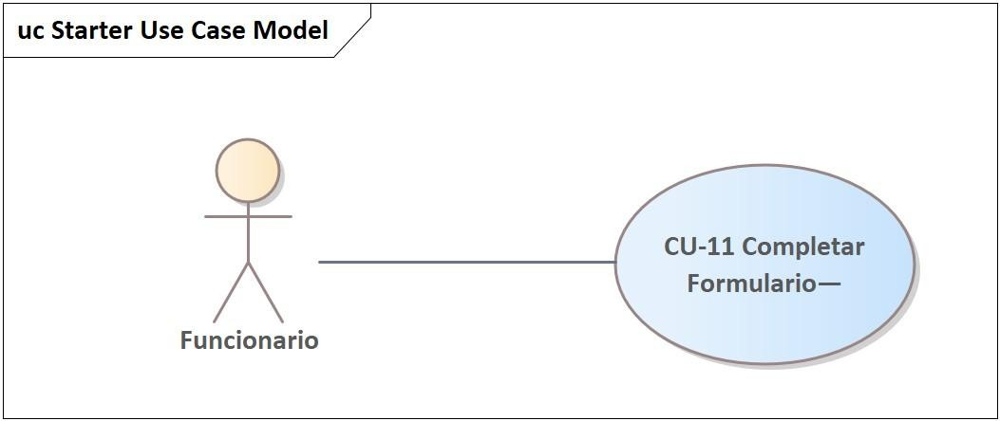 uc Starter Use Case Model
CU-11 Completar
Formulario—
Funcionario